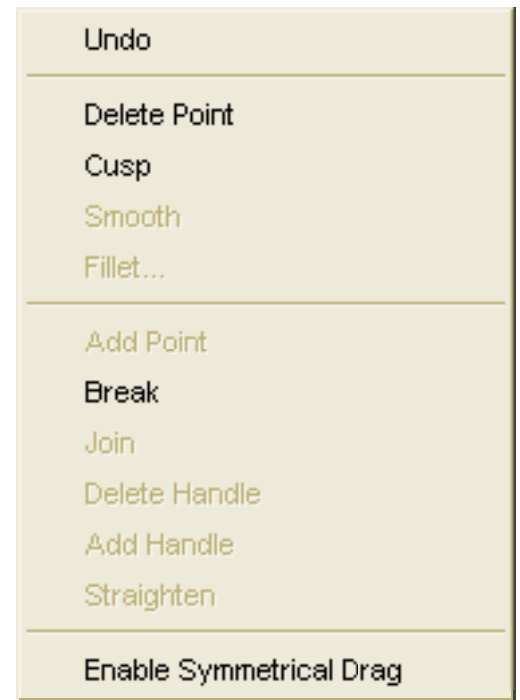 Undo
Delete Point
Cusp
Smooth
Fillet...
Add Point
Break
Join
Delete Handle
Add Handle
Straighten
Enable Symmetrical Drag